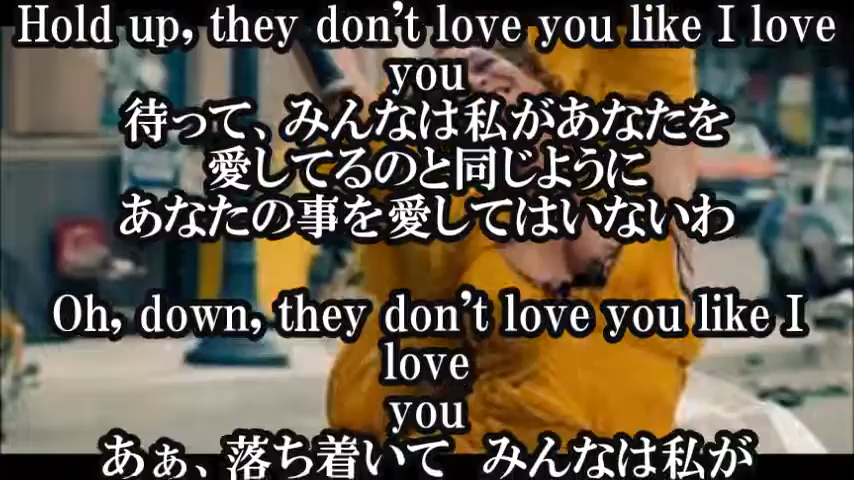 Hold up, they don't love you like I love
you
待って、みんなは私があなたを
愛してるのと同じように
あなたの事を愛してはいないわ
Oh, down, they don't love you like I
love
you
あぁ、落ち着いて　みんなは私が